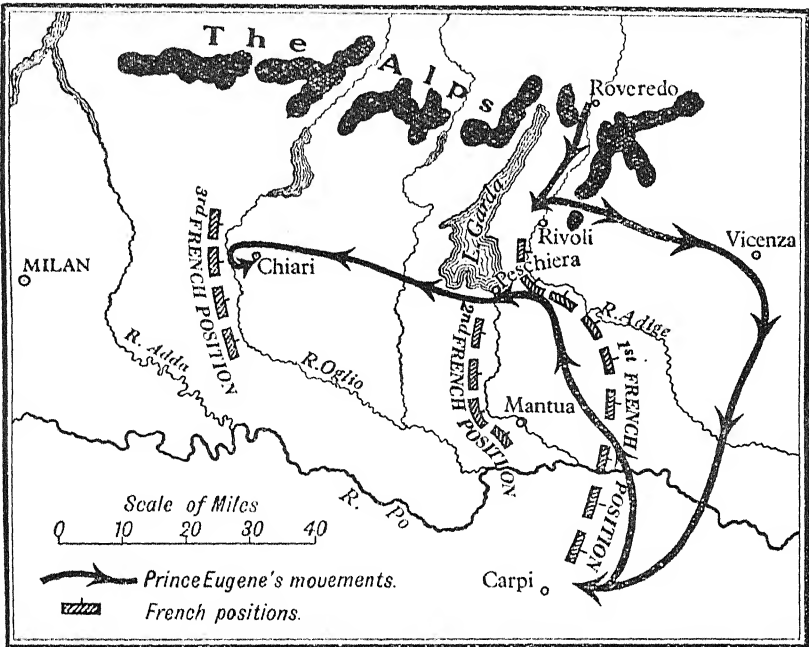 The Alps
Roveredo
L. Garda
Rivoli
Vicenza
Peschiera
3rd FRENCH POSITION
Chiari
MILAN
R. Adige
2nd FRENCH POSITION
1st FRENCH POSITION
R. Adda
R. Oglio
Mantua
Scale of Miles
0 10 20 30 40
R. Po
Prince Eugene's movements.
French positions.
Carpi